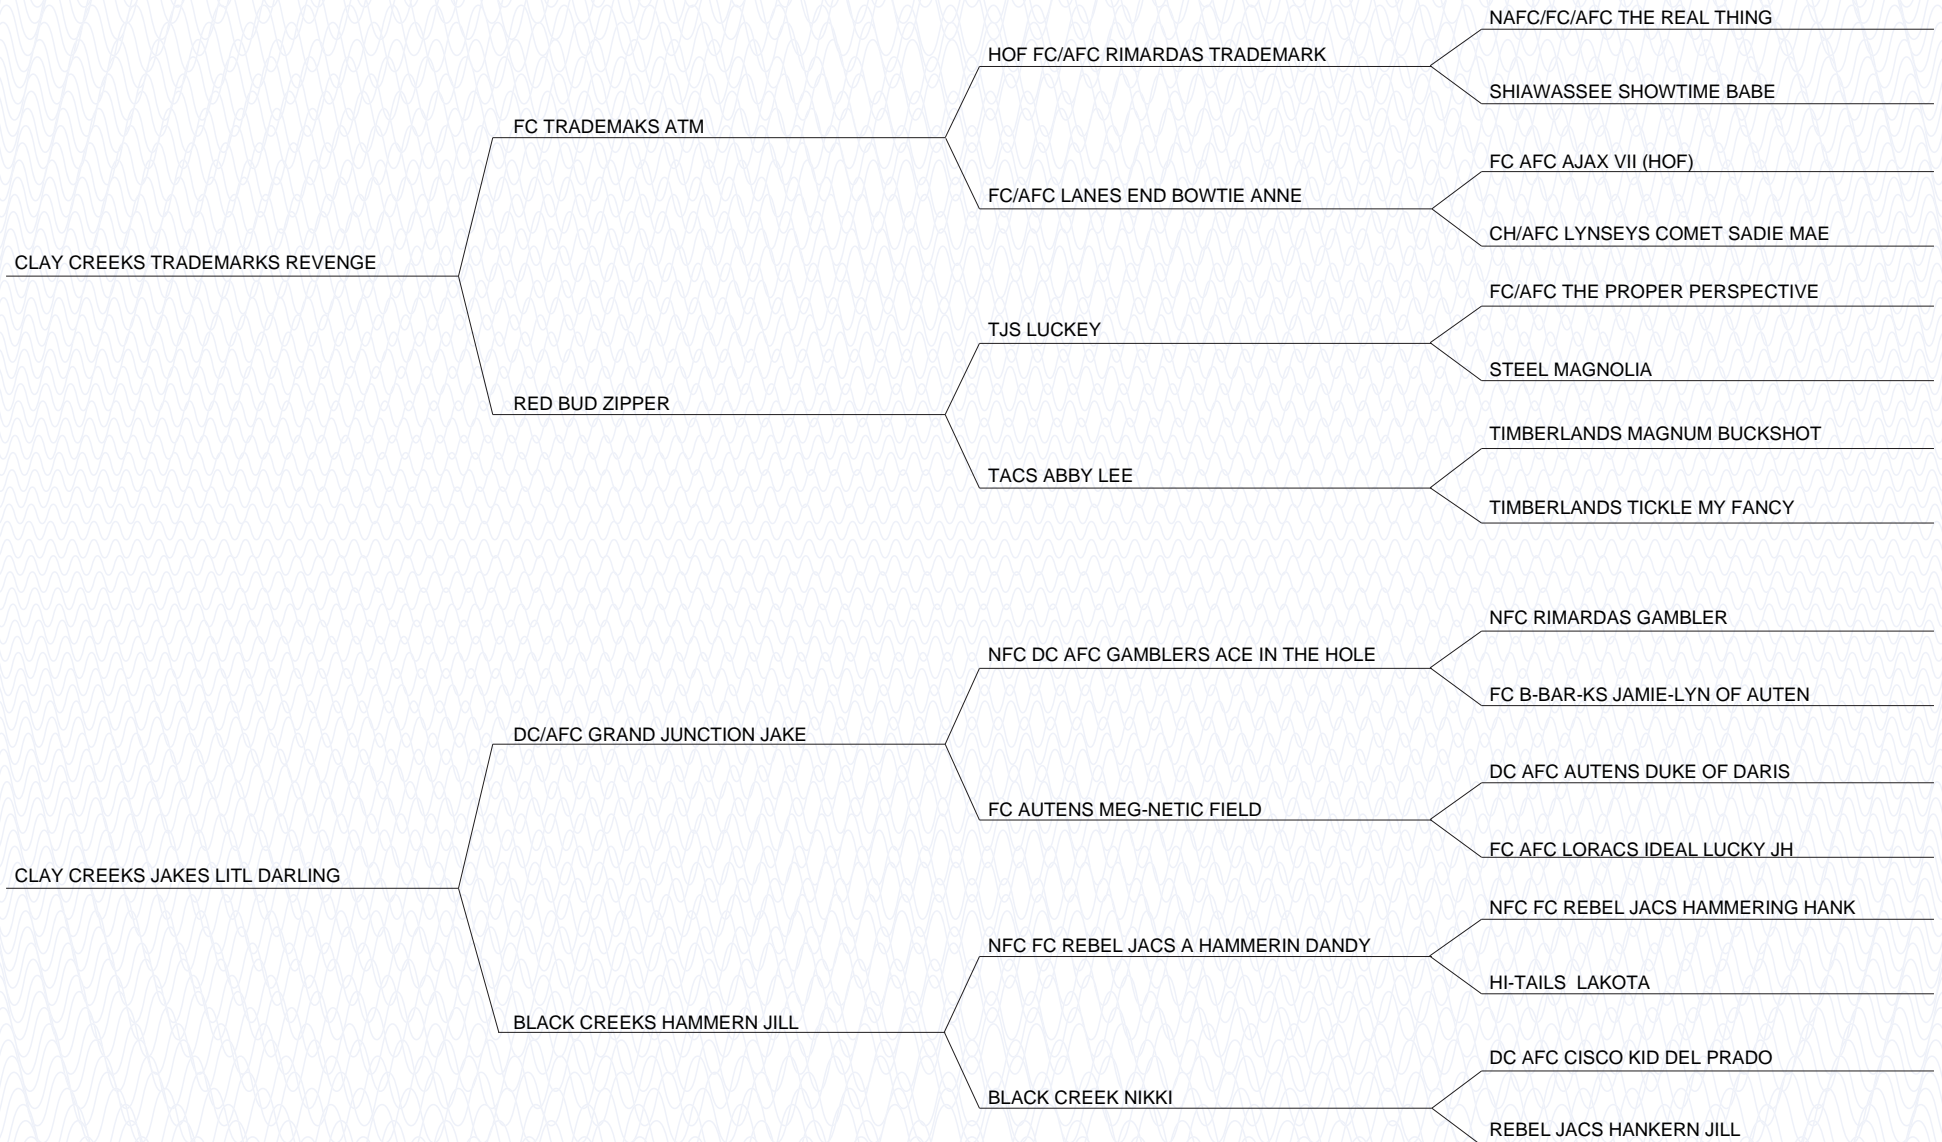 NAFC/FC/AFC THE REAL THING
HOF FC/AFC RIMARDAS TRADEMARK
SHIAWASSEE SHOWTIME BABE
FC TRADEMAKS ATM
FC AFC AJAX VII (HOF)
FC/AFC LANES END BOWTIE ANNE
CH/AFC LYNSEYS COMET SADIE MAE
CLAY CREEKS TRADEMARKS REVENGE
FC/AFC THE PROPER PERSPECTIVE
TJS LUCKEY
STEEL MAGNOLIA
RED BUD ZIPPER
TIMBERLANDS MAGNUM BUCKSHOT
TACS ABBY LEE
TIMBERLANDS TICKLE MY FANCY
NFC RIMARDAS GAMBLER
NFC DC AFC GAMBLERS ACE IN THE HOLE
FC B-BAR-KS JAMIE-LYN OF AUTEN
DC/AFC GRAND JUNCTION JAKE
DC AFC AUTENS DUKE OF DARIS
FC AUTENS MEG-NETIC FIELD
FC AFC LORACS IDEAL LUCKY JH
CLAY CREEKS JAKES LITL DARLING
NFC FC REBEL JACS HAMMERING HANK
NFC FC REBEL JACS A HAMMERIN DANDY
HI-TAILS  LAKOTA
BLACK CREEKS HAMMERN JILL
DC AFC CISCO KID DEL PRADO
BLACK CREEK NIKKI
REBEL JACS HANKERN JILL